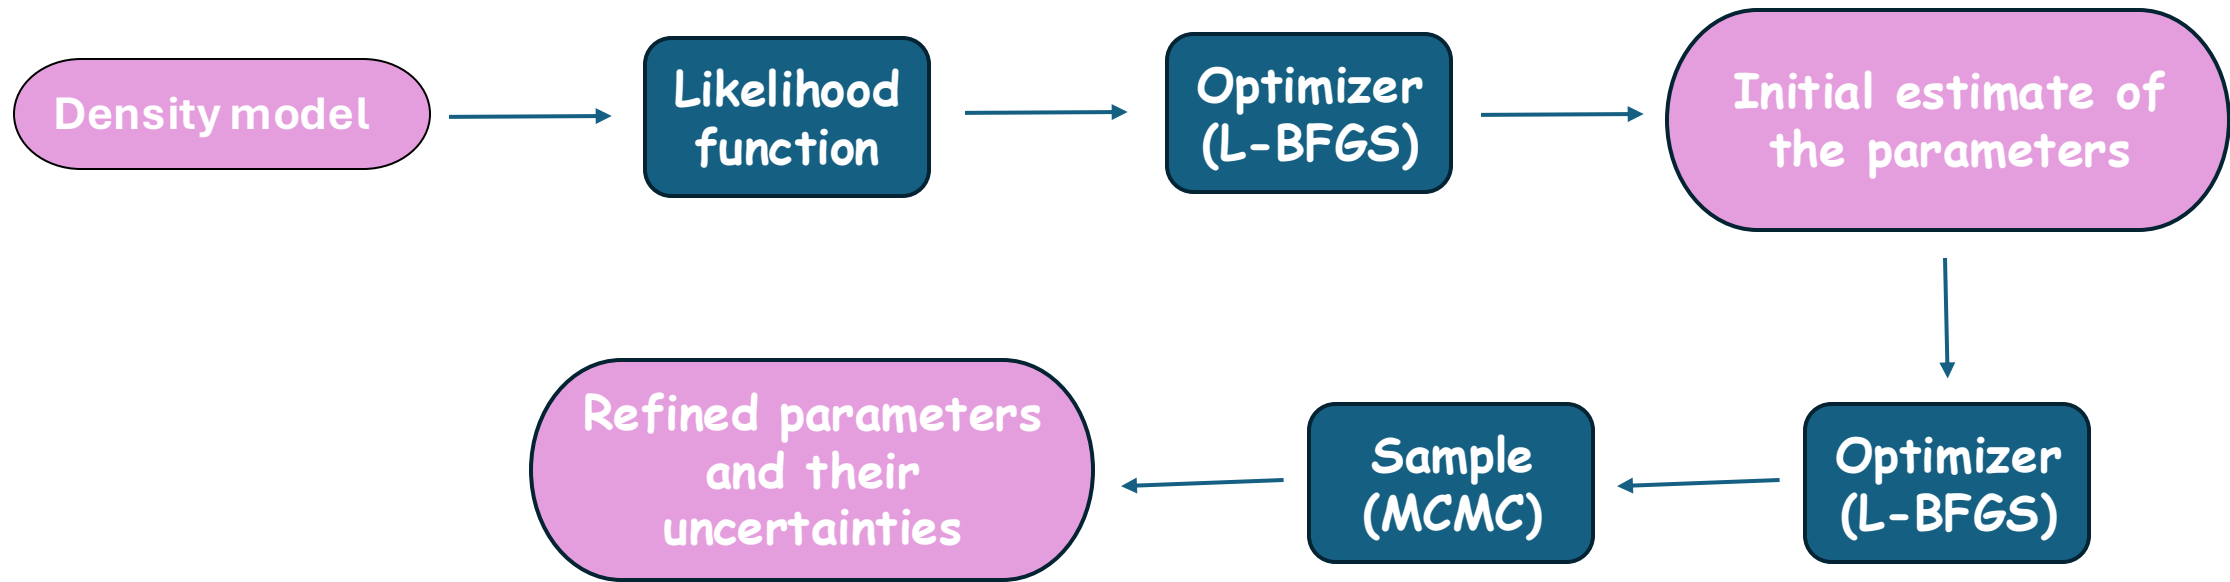 Density model
Likelihood
function
Optimizer
(L-BFGS)
Initial estimate of
the parameters
Optimizer
(L-BFGS)
Sample
(MCMC)
Refined parameters
and their
uncertainties